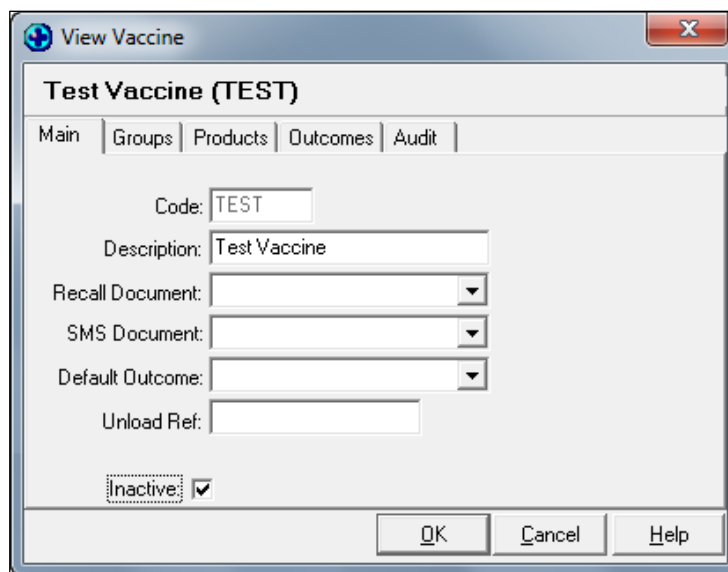 View Vaccine
Test Vaccine (TEST)
Main Groups Products Outcomes Audit
Code: TEST
Description: Test Vaccine
Recall Document:
SMS Document:
Default Outcome:
Unload Ref:
Inactive:
OK Cancel Help